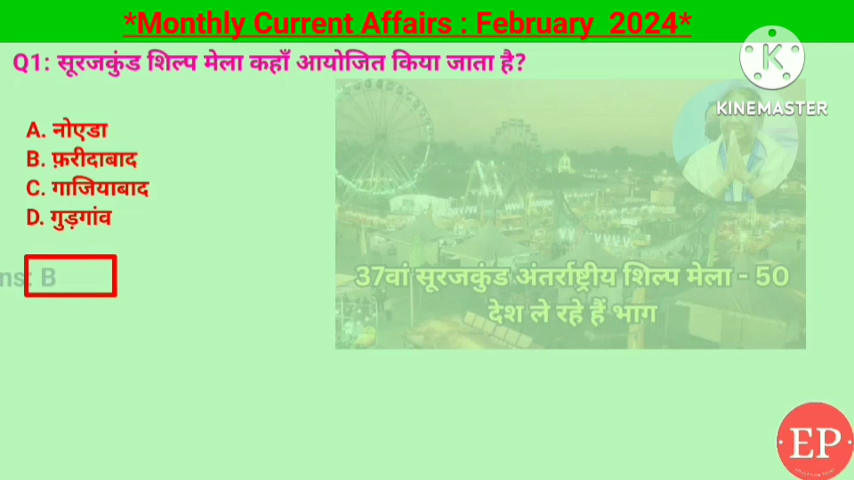 *Monthly Current Affairs : February 2024*
Q1: सूरजकुंड शिल्प मेला कहाँ आयोजित किया जाता है?
KINEMASTER
A. नोएडा
B. फ़रीदाबाद
C. गाजियाबाद
D. गुड़गांव
ns: B
37वां सूरजकुंड अंतर्राष्ट्रीय शिल्प मेला - 50
देश ले रहे हैं भाग
EP